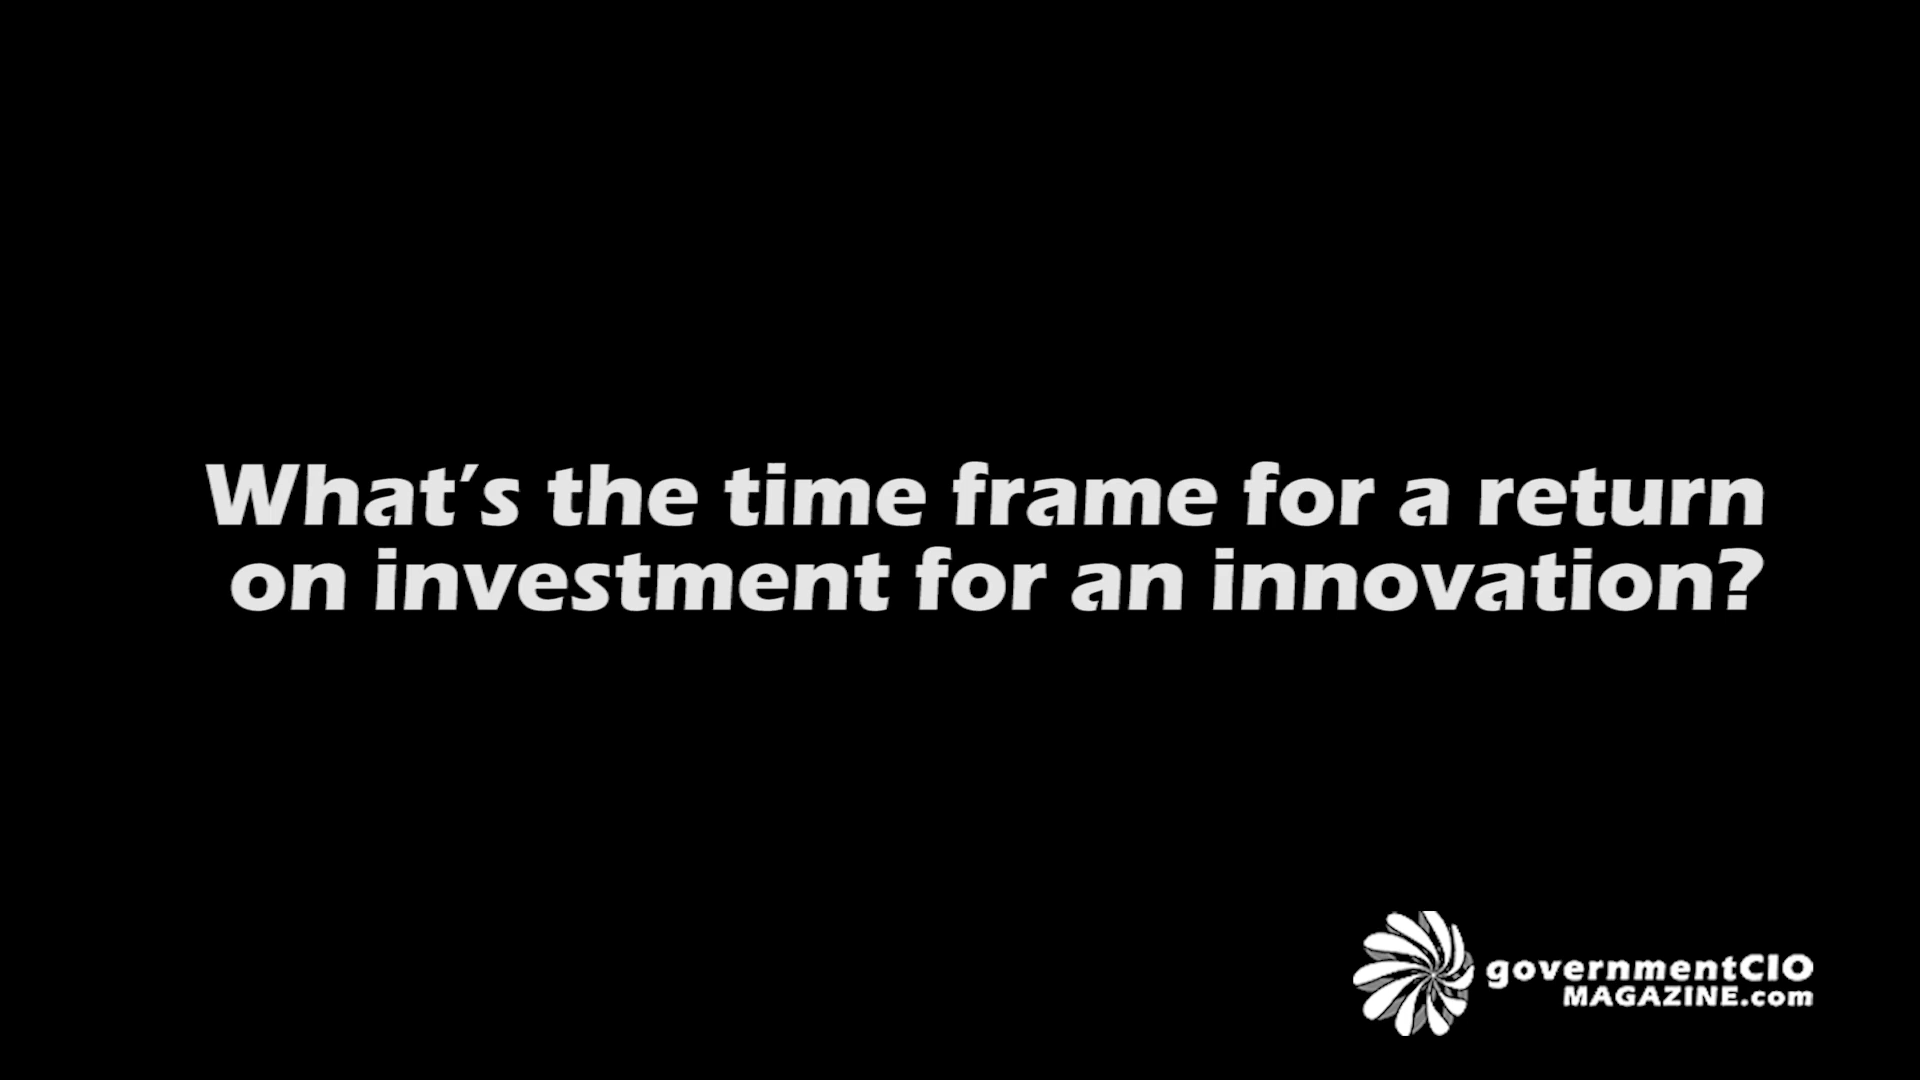 What’s the time frame for a return
on investment for an innovation?
governmentCIO
MAGAZINE.com